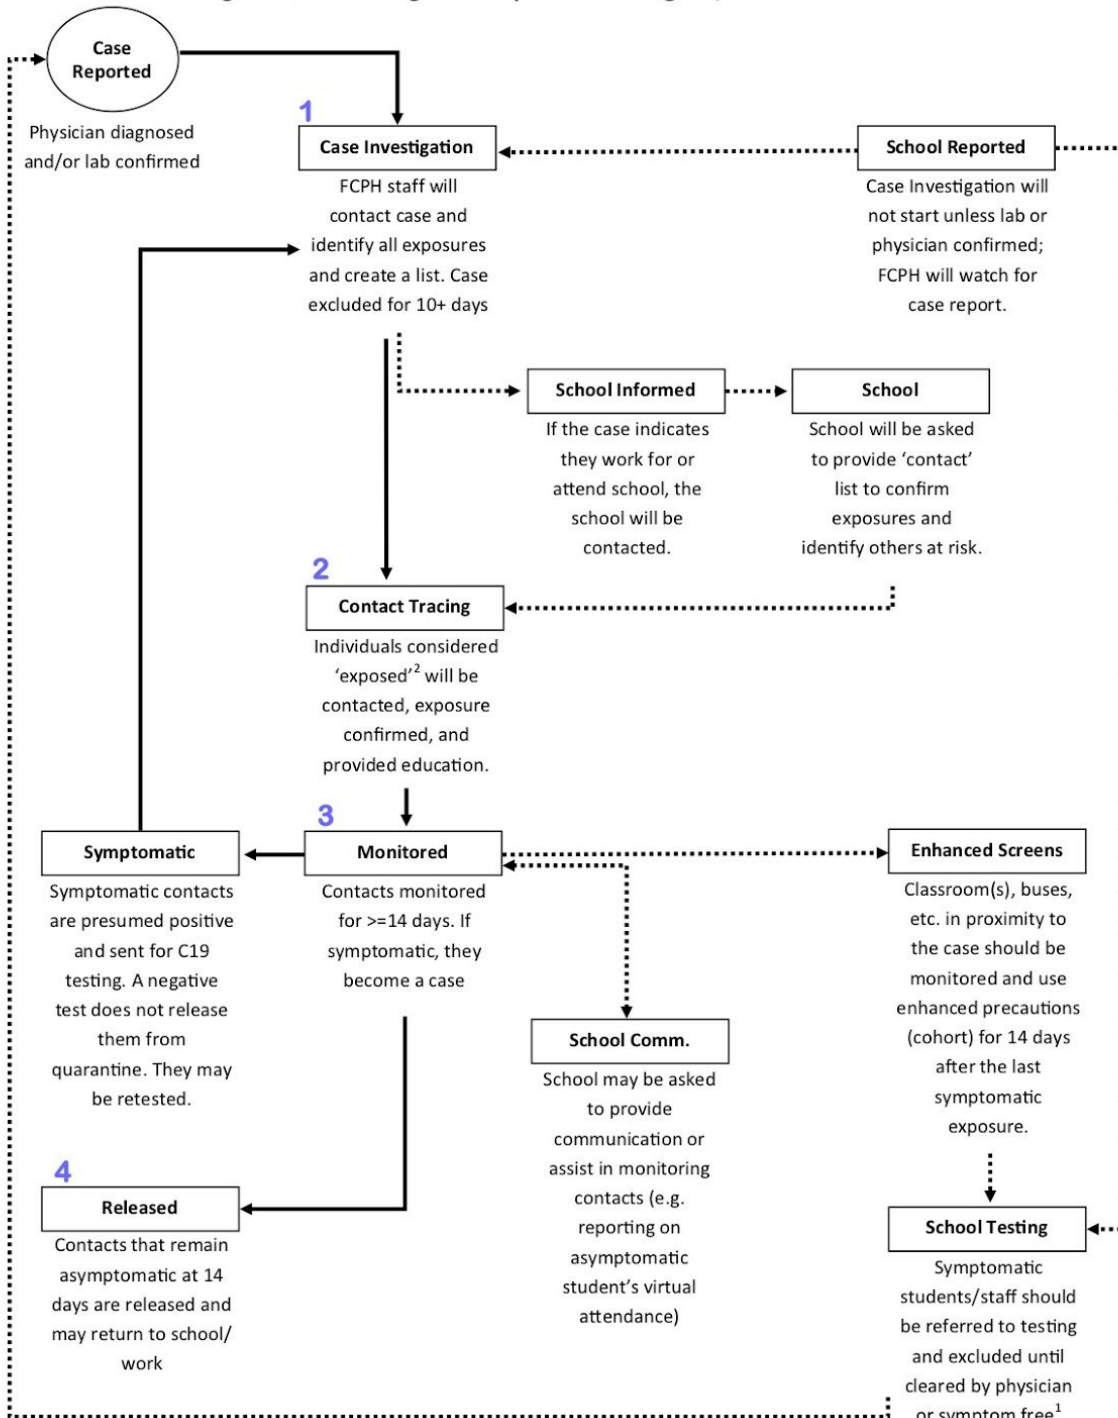 Case
Reported
Physician diagnosed
and/or lab confirmed
1
Case Investigation
FCPH staff will
contact case and
identify all exposures
and create a list. Case
excluded for 10+ days
School Reported
Case Investigation will
not start unless lab or
physician confirmed;
FCPH will watch for
case report.
School Informed
If the case indicates
they work for or
attend school, the
school will be
contacted.
School
School will be asked
to provide ‘contact’
list to confirm
exposures and
identify others at risk.
2
Contact Tracing
Individuals considered
‘exposed’² will be
contacted, exposure
confirmed, and
provided education.
3
Monitored
Contacts monitored
for >=14 days. If
symptomatic, they
become a case
Symptomatic
Symptomatic contacts
are presumed positive
and sent for C19
testing. A negative
test does not release
them from
quarantine. They may
be retested.
Enhanced Screens
Classroom(s), buses,
etc. in proximity to
the case should be
monitored and use
enhanced precautions
(cohort) for 14 days
after the last
symptomatic
exposure.
School Comm.
School may be asked
to provide
communication or
assist in monitoring
contacts (e.g.
reporting on
asymptomatic
student’s virtual
attendance)
4
Released
Contacts that remain
asymptomatic at 14
days are released and
may return to school/
work
School Testing
Symptomatic
students/staff should
be referred to testing
and excluded until
cleared by physician
or symptom free¹